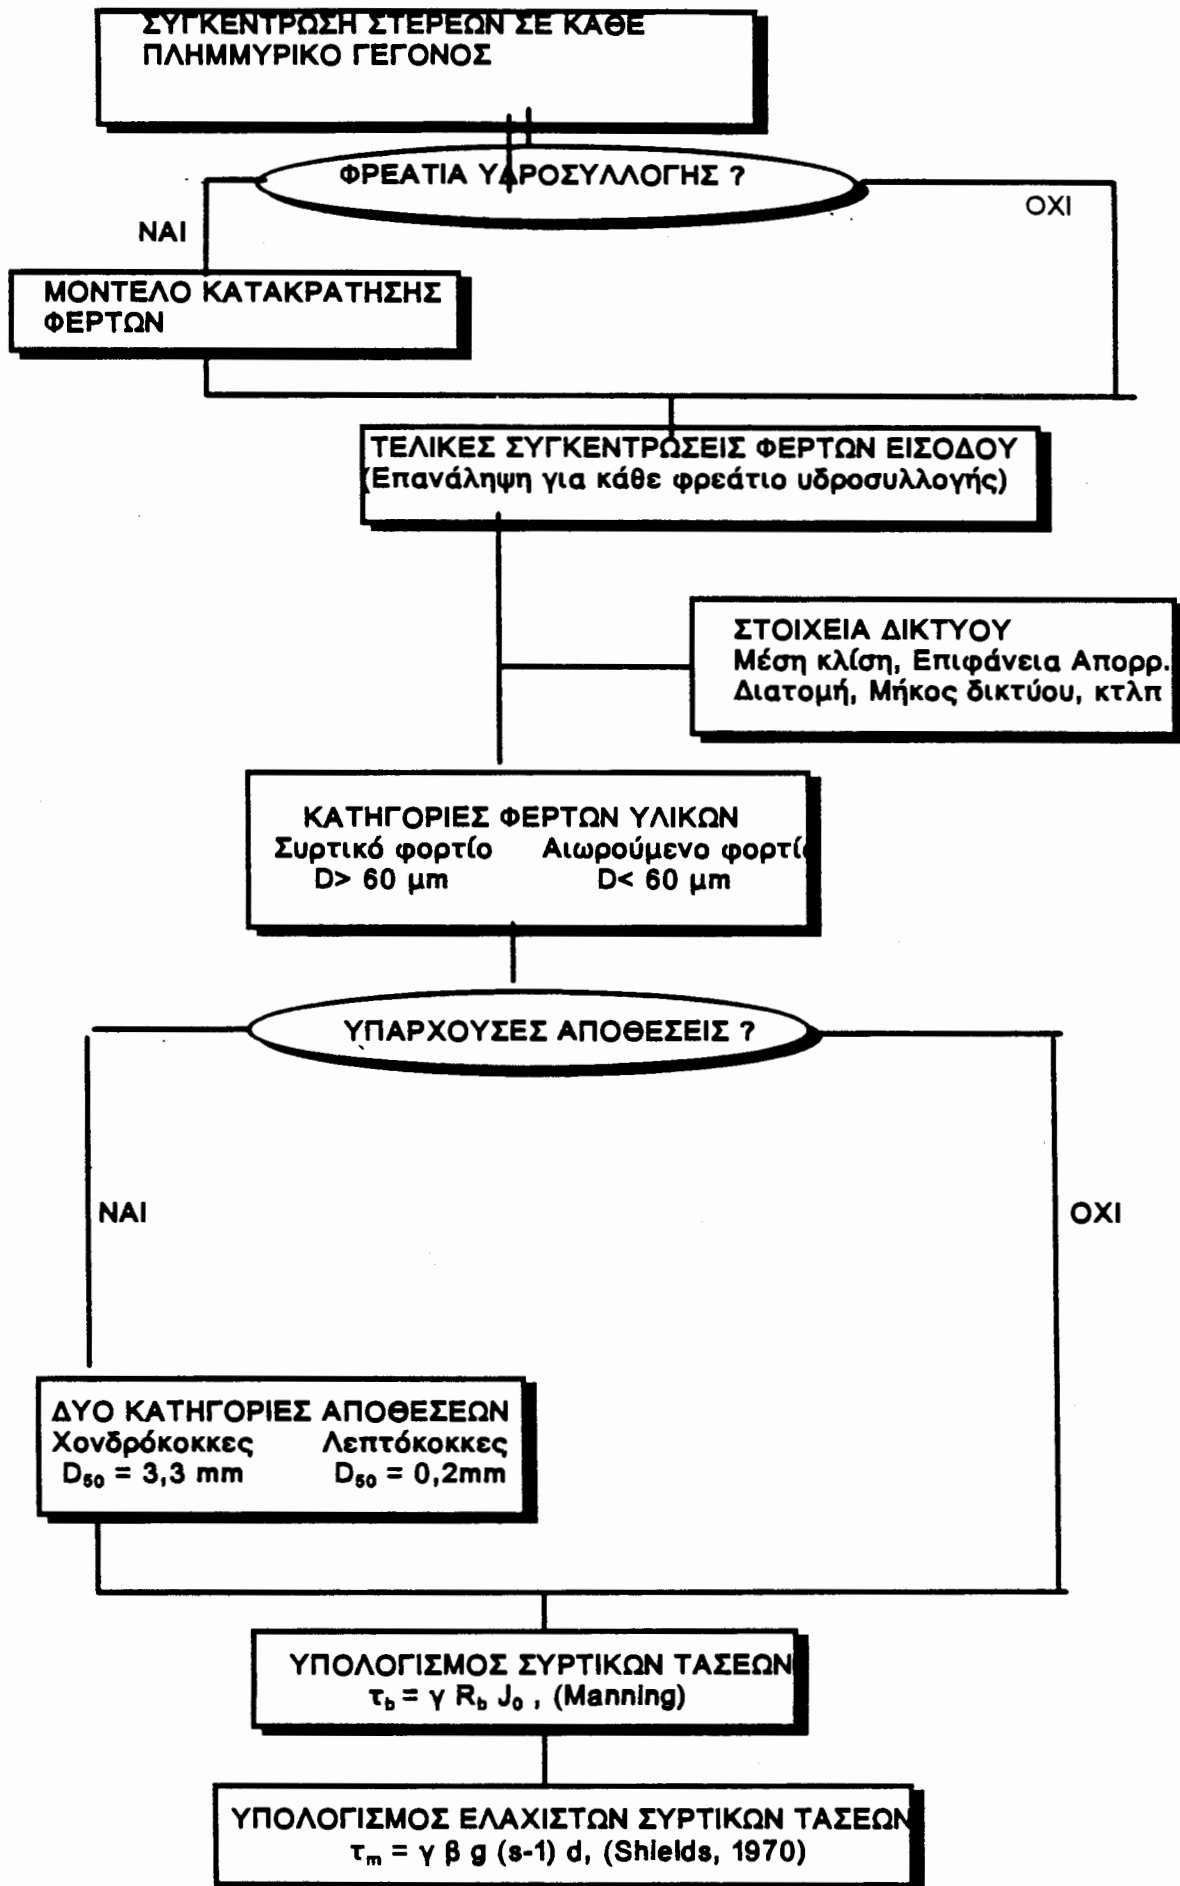 ΣΥΓΚΕΝΤΡΩΣΗ ΣΤΕΡΕΩΝ ΣΕ ΚΑΘΕ
ΠΛΗΜΜΥΡΙΚΟ ΓΕΓΟΝΟΣ
ΦΡΕΑΤΙΑ ΥΔΡΟΣΥΛΛΟΓΗΣ ?
ΝΑΙ
ΟΧΙ
ΜΟΝΤΕΛΟ ΚΑΤΑΚΡΑΤΗΣΗΣ
ΦΕΡΤΩΝ
ΤΕΛΙΚΕΣ ΣΥΓΚΕΝΤΡΩΣΕΙΣ ΦΕΡΤΩΝ ΕΙΣΟΔΟΥ
(Επανάληψη για κάθε φρεάτιο υδροσυλλογής)
ΣΤΟΙΧΕΙΑ ΔΙΚΤΥΟΥ
Μέση κλίση, Επιφάνεια Απορρ.
Διατομή, Μήκος δικτύου, κτλπ
ΚΑΤΗΓΟΡΙΕΣ ΦΕΡΤΩΝ ΥΛΙΚΩΝ
Συρτικό φορτίο Αιωρούμενο φορτίο
D> 60 μm D< 60 μm
ΥΠΑΡΧΟΥΣΕΣ ΑΠΟΘΕΣΕΙΣ ?
ΝΑΙ
ΟΧΙ
ΔΥΟ ΚΑΤΗΓΟΡΙΕΣ ΑΠΟΘΕΣΕΩΝ
Χονδρόκοκκες Λεπτόκοκκες
D₅₀ = 3,3 mm D₅₀ = 0,2mm
ΥΠΟΛΟΓΙΣΜΟΣ ΣΥΡΤΙΚΩΝ ΤΑΣΕΩΝ
τ_b = γ R_b J₀ , (Manning)
ΥΠΟΛΟΓΙΣΜΟΣ ΕΛΑΧΙΣΤΩΝ ΣΥΡΤΙΚΩΝ ΤΑΣΕΩΝ
τ_m = γ β g (s-1) d, (Shields, 1970)